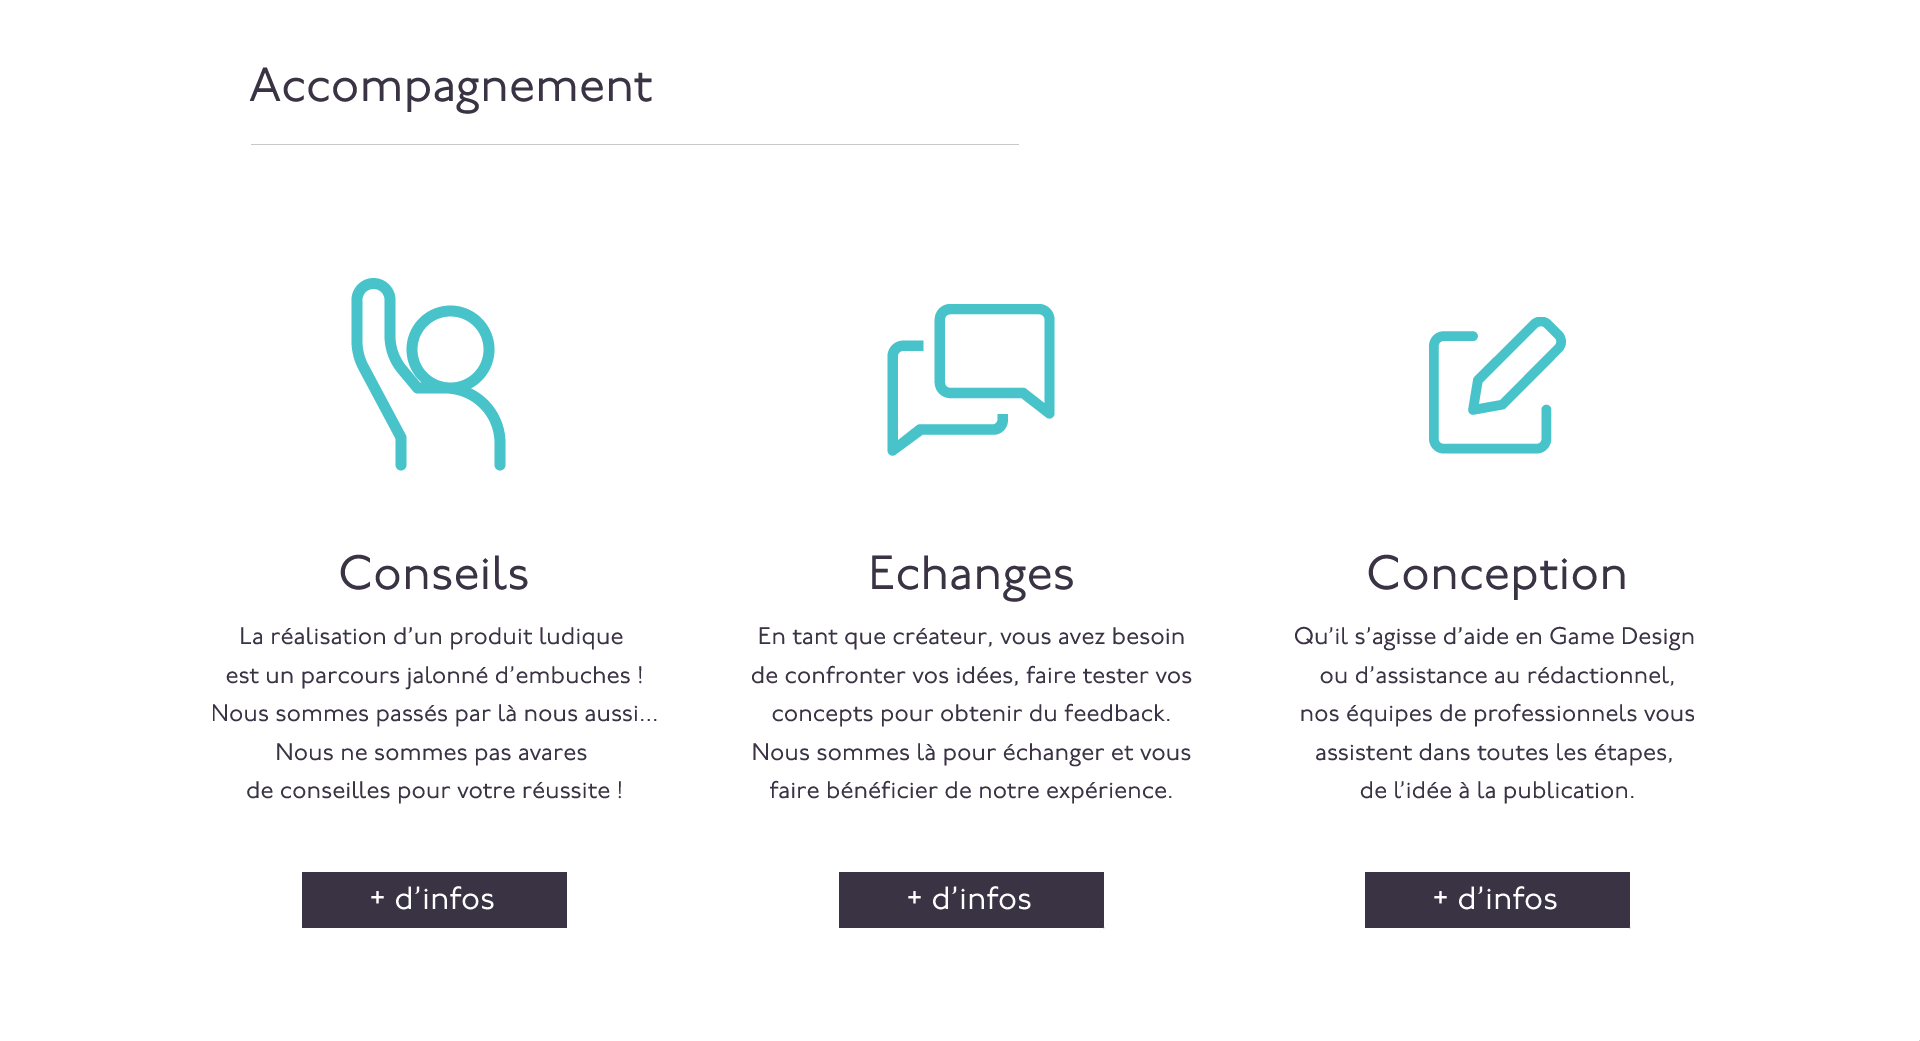 Accompagnement
Conseils
La réalisation d’un produit ludique
est un parcours jalonné d’embuches !
Nous sommes passés par là nous aussi...
Nous ne sommes pas avares
de conseilles pour votre réussite !
+ d’infos
Echanges
En tant que créateur, vous avez besoin
de confronter vos idées, faire tester vos
concepts pour obtenir du feedback.
Nous sommes là pour échanger et vous
faire bénéficier de notre expérience.
+ d’infos
Conception
Qu’il s’agisse d’aide en Game Design
ou d’assistance au rédactionnel,
nos équipes de professionnels vous
assistent dans toutes les étapes,
de l’idée à la publication.
+ d’infos